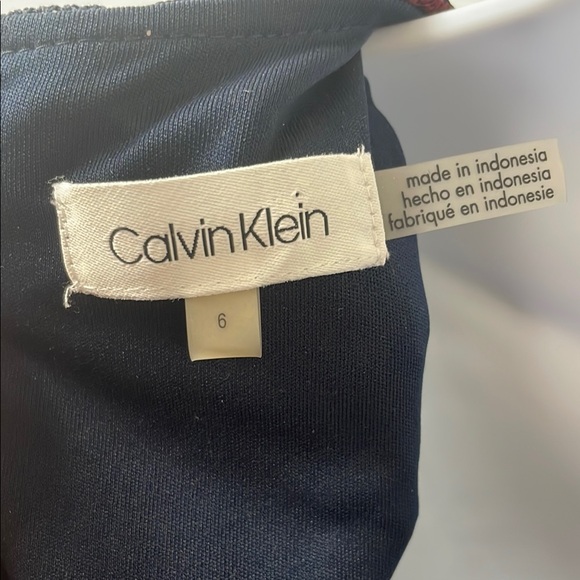 Calvin Klein
6
made in indonesia
hecho en indonesia
fabriqué en indonesie